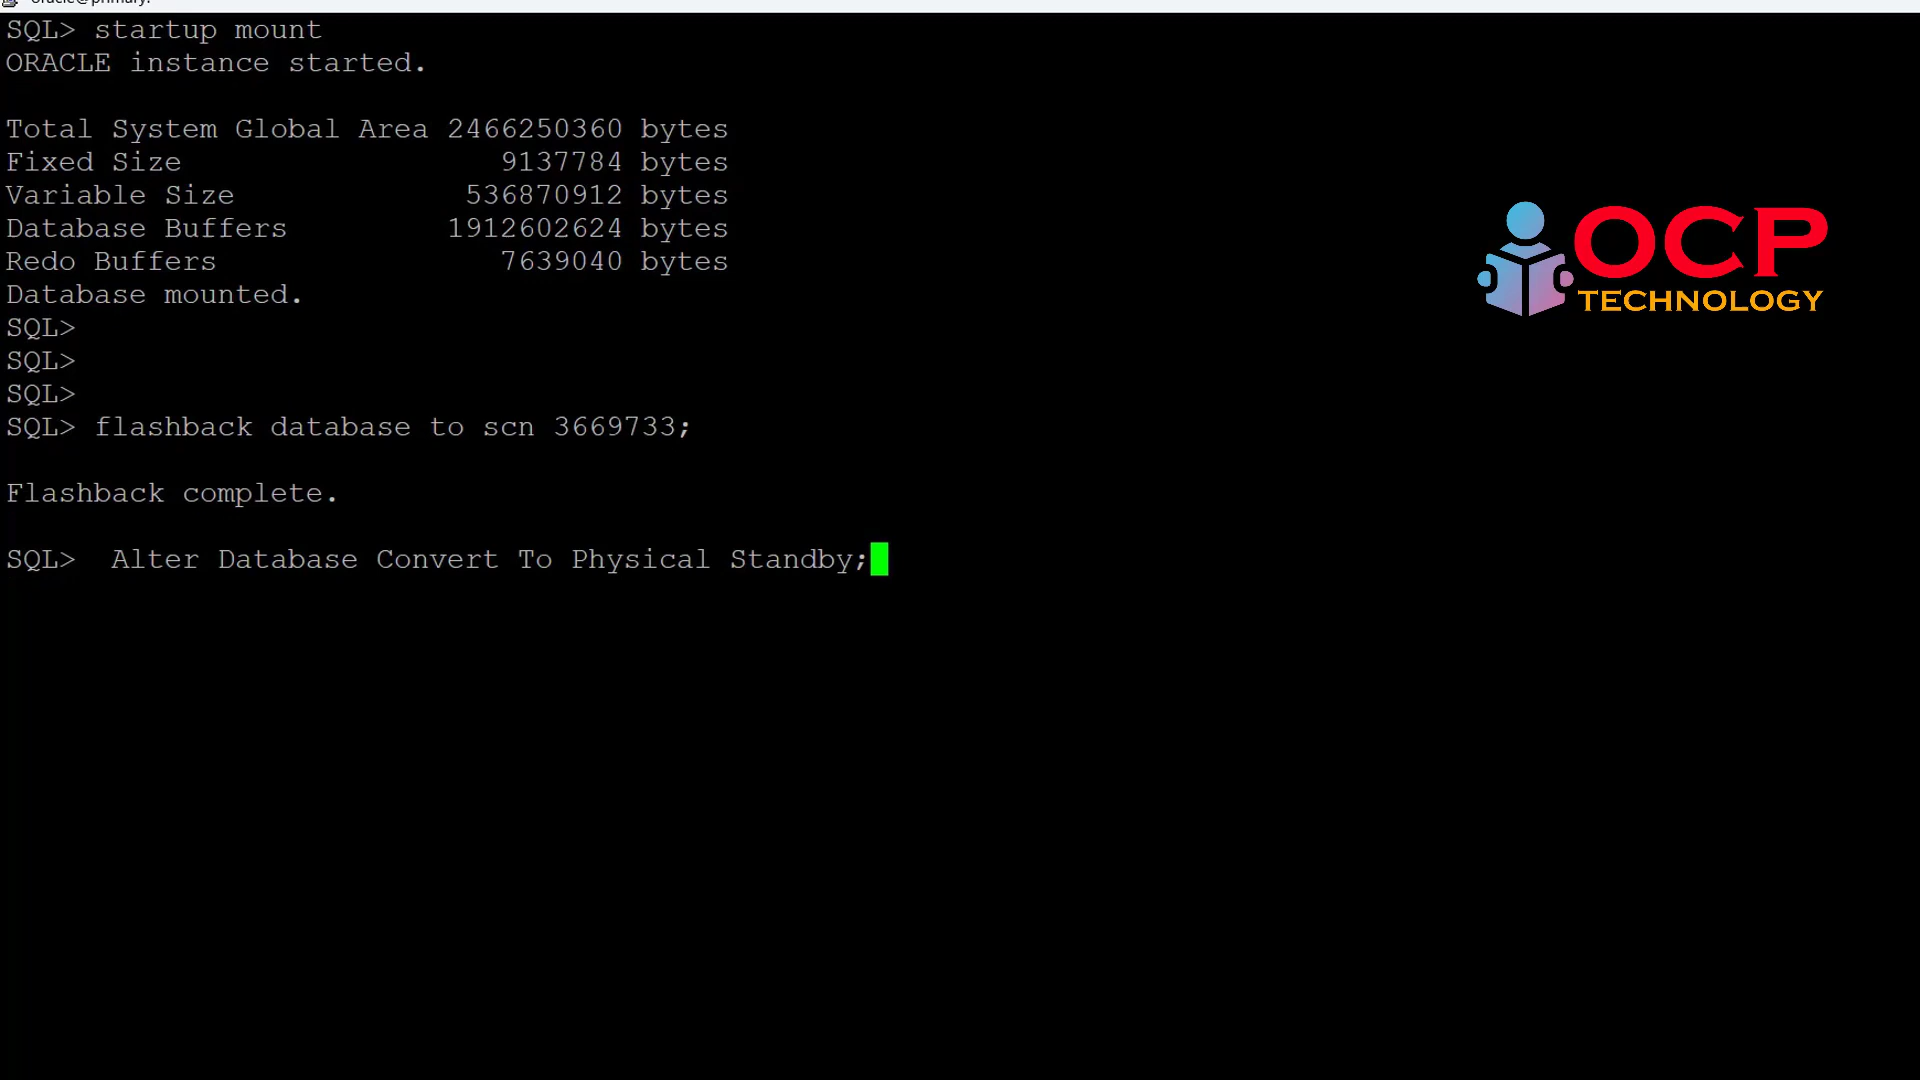 oracle@primary:
SQL> startup mount
ORACLE instance started.
Total System Global Area 2466250360 bytes
Fixed Size 9137784 bytes
Variable Size 536870912 bytes
Database Buffers 1912602624 bytes
Redo Buffers 7639040 bytes
Database mounted.
SQL>
SQL>
SQL>
SQL> flashback database to scn 3669733;
Flashback complete.
SQL>  Alter Database Convert To Physical Standby;
OCP
TECHNOLOGY